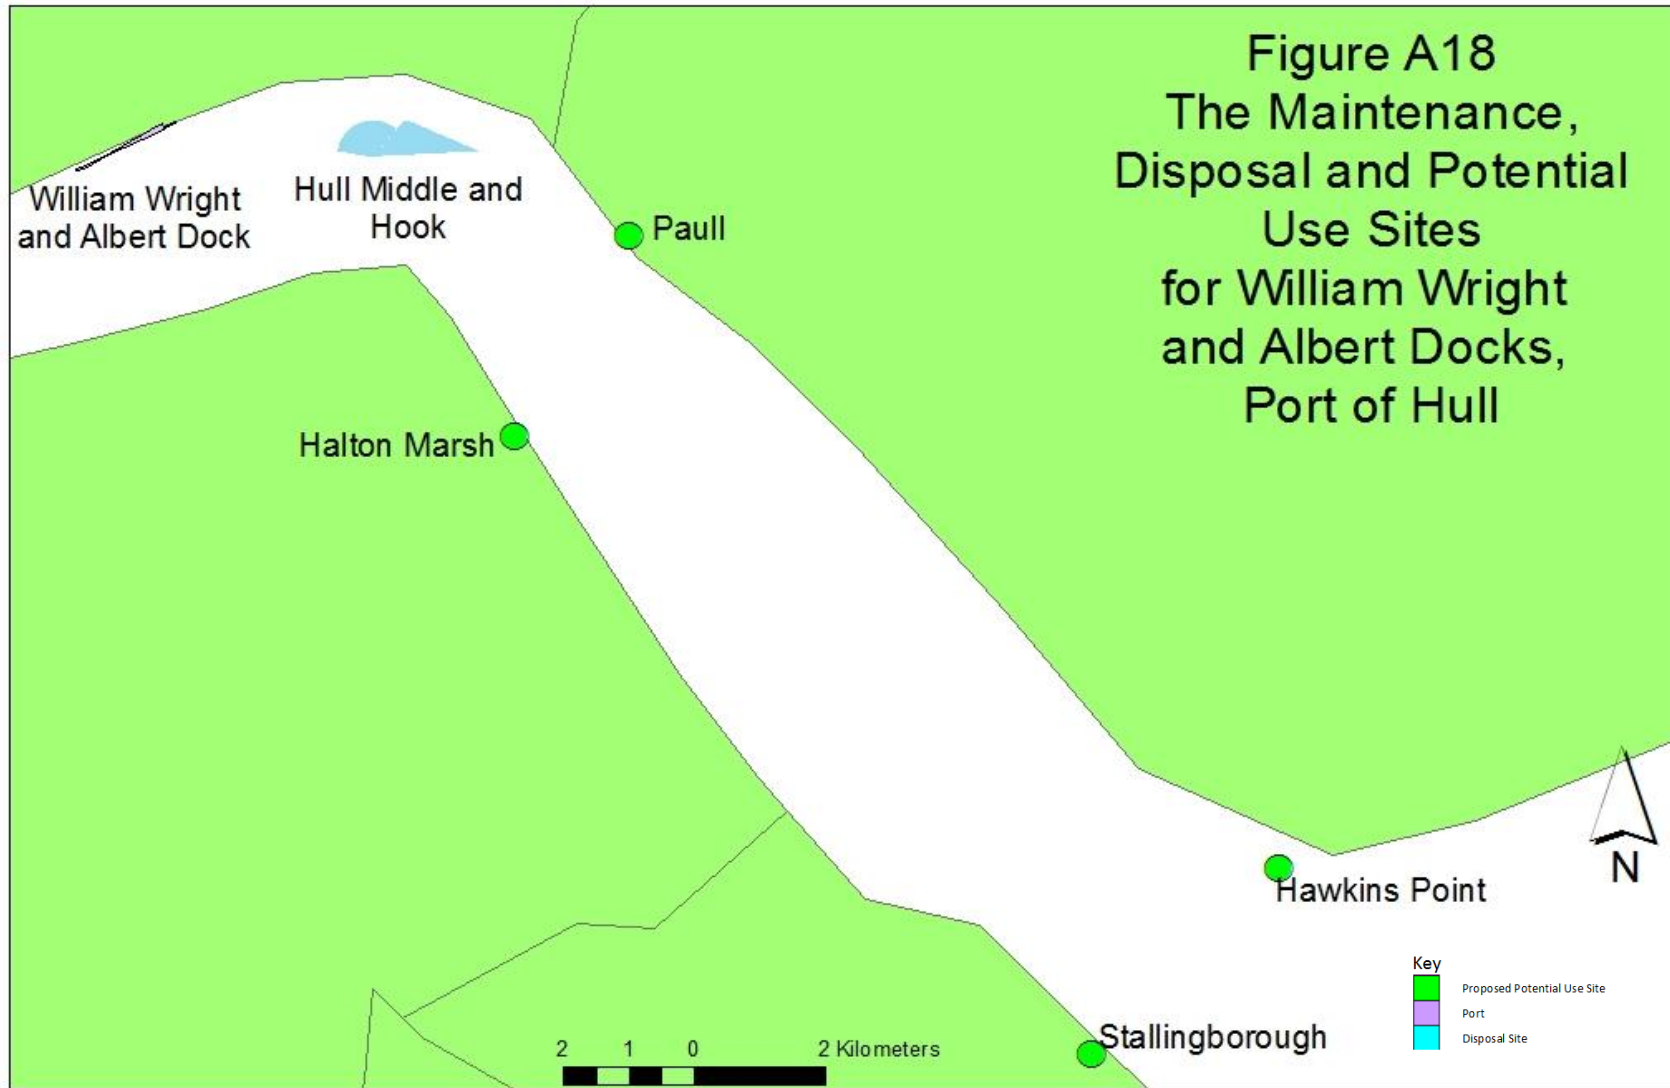 Figure A18
The Maintenance,
Disposal and Potential
Use Sites
for William Wright
and Albert Docks,
Port of Hull
William Wright
and Albert Dock
Hull Middle and
Hook
Paull
Halton Marsh
Hawkins Point
Stallingborough
N
Key
Proposed Potential Use Site
Port
Disposal Site
2 1 0 2 Kilometers